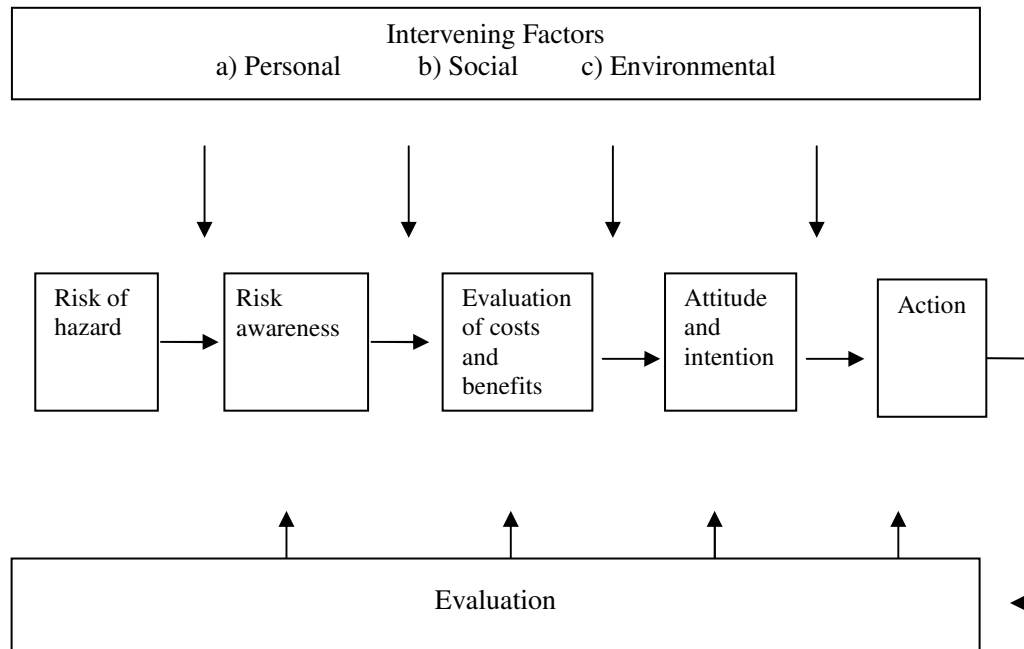 Intervening Factors
a) Personal b) Social c) Environmental
Risk of
hazard
Risk
awareness
Evaluation
of costs
and
benefits
Attitude
and
intention
Action
Evaluation